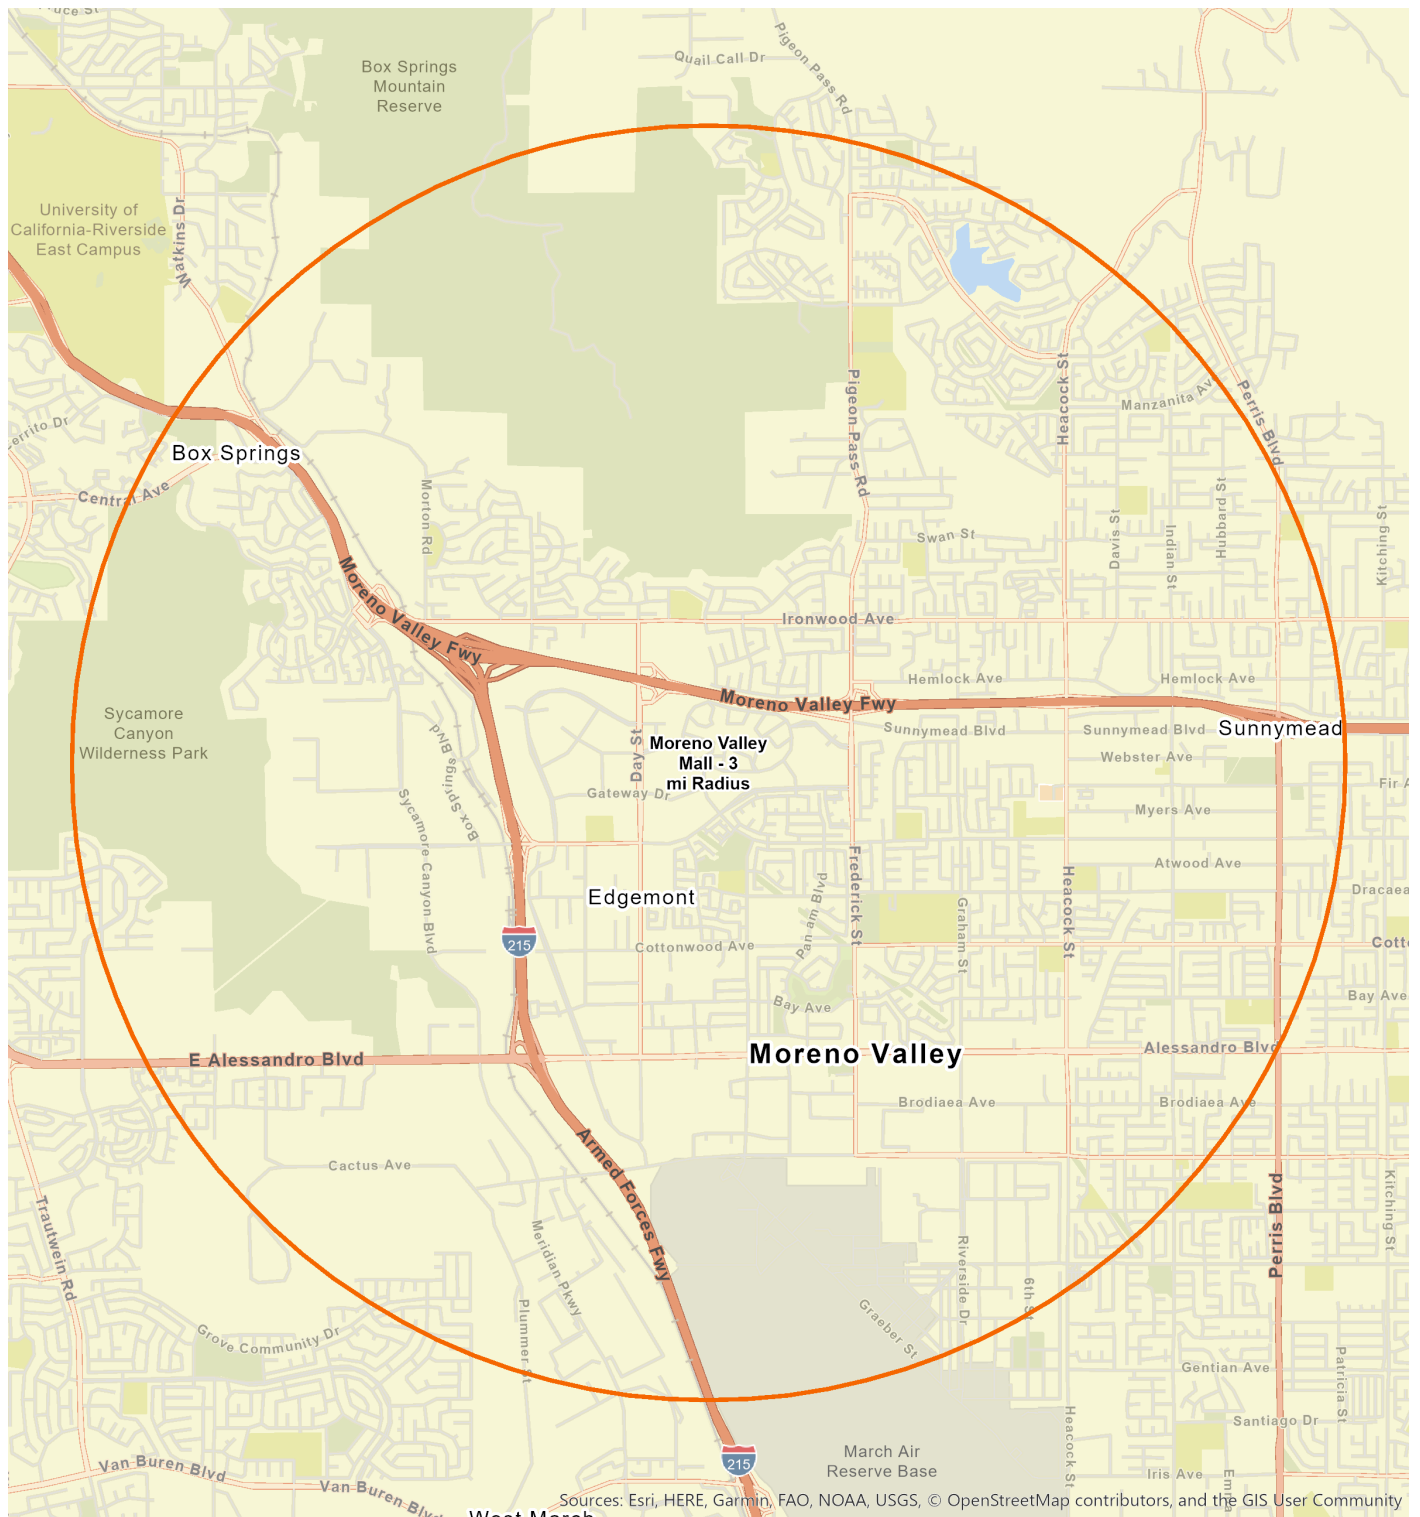 Quail Call Dr
Pigeon Pass Rd
Box Springs
Mountain
Reserve
University of
California-Riverside
East Campus
Watkins Dr
Heacock St
Pigeon Pass Rd
Manzanita Av
Perris Blvd
Box Springs
Central Ave
Morton Rd
Swan St
Davis St
Indian St
Hubbard St
Kitching St
Moreno Valley Fwy
Ironwood Ave
Hemlock Ave
Hemlock Ave
Moreno Valley Fwy
Sycamore
Canyon
Wilderness Park
Sunnymead Blvd
Sunnymead Blvd
Sunnymead
Box Springs Blvd
Day St
Moreno Valley
Mall - 3
mi Radius
Webster Ave
Gateway Dr
Fir A
Myers Ave
Sycamore Canyon Blvd
Atwood Ave
Frederick St
Heacock St
Edgemont
Pan am Blvd
Graham St
Dracaea
215
Cottonwood Ave
Cotto
Bay Ave
Bay Ave
Moreno Valley
E Alessandro Blvd
Alessandro Blvd
Brodiaea Ave
Brodiaea Ave
Armed Forces Fwy
Cactus Ave
Perris Blvd
Kitching St
Trautwein Rd
Meridian Pkwy
Riverside Dr
6th St
Plummer St
Graeber St
Grove Community Dr
Gentian Ave
Patricia St
Santiago Dr
Heacock St
March Air
Reserve Base
215
Iris Ave
Van Buren Blvd
Van Buren Blvd
Sources: Esri, HERE, Garmin, FAO, NOAA, USGS, © OpenStreetMap contributors, and the GIS User Community
West March